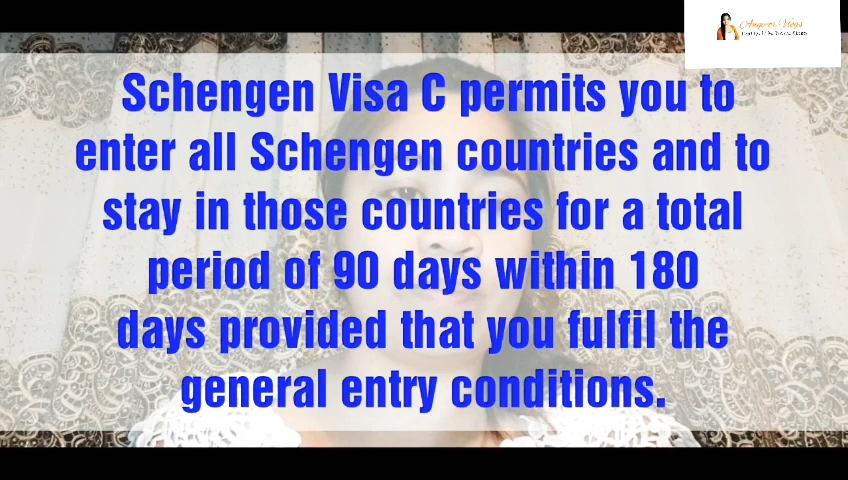 Schengen Visa C permits you to
enter all Schengen countries and to
stay in those countries for a total
period of 90 days within 180
days provided that you fulfil the
general entry conditions.
Vlogs